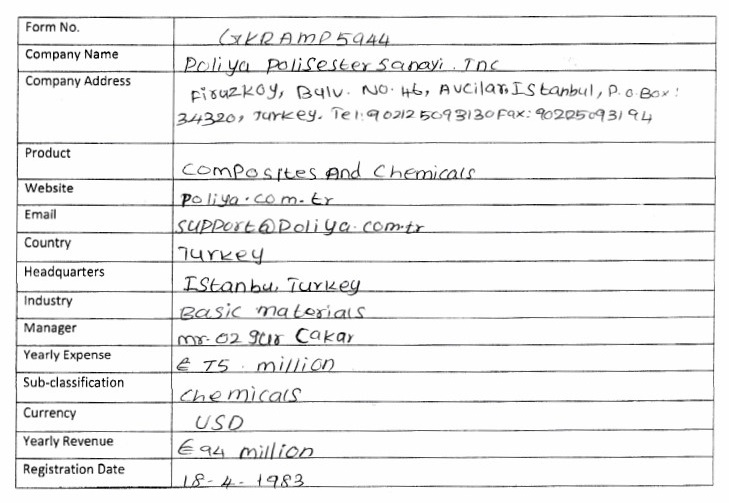 Form No. GKRAMP5944
Company Name Poliya Polisester Sanayi. Inc
Company Address Firuzkoy, Bulv. No. 46, Avcilar, IStanbul, P.o.Box:
34320, Turkey. Tel:902125093130 Fax:90225093194
Product Composites And Chemicals
Website poliya.com.tr
Email support@Poliya.com.tr
Country Turkey
Headquarters IStanbu, Turkey
Industry Basic materials
Manager mr. 02gur Cakar
Yearly Expense € 75. million
Sub-classification chemicals
Currency USD
Yearly Revenue € 94 million
Registration Date 18-4-1983